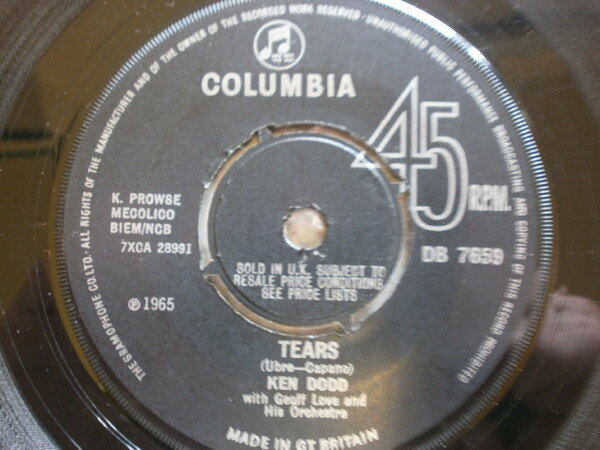 THE GRAMOPHONE CO. LTD. ALL RIGHTS OF THE MANUFACTURER AND OF THE OWNER OF THE RECORDED WORK RESERVED · UNAUTHORISED PUBLIC PERFORMANCE BROADCASTING AND COPYING OF THIS RECORD PROHIBITED
COLUMBIA
45
R.P.M.
K. PROWSE
MECOLICO
BIEM/NCB
7XCA 28991
DB 7659
℗ 1965
SOLD IN U.K. SUBJECT TO
RESALE PRICE CONDITIONS,
SEE PRICE LISTS
TEARS
(Uhre—Capano)
KEN DODD
with Geoff Love and
His Orchestra
MADE IN GT BRITAIN